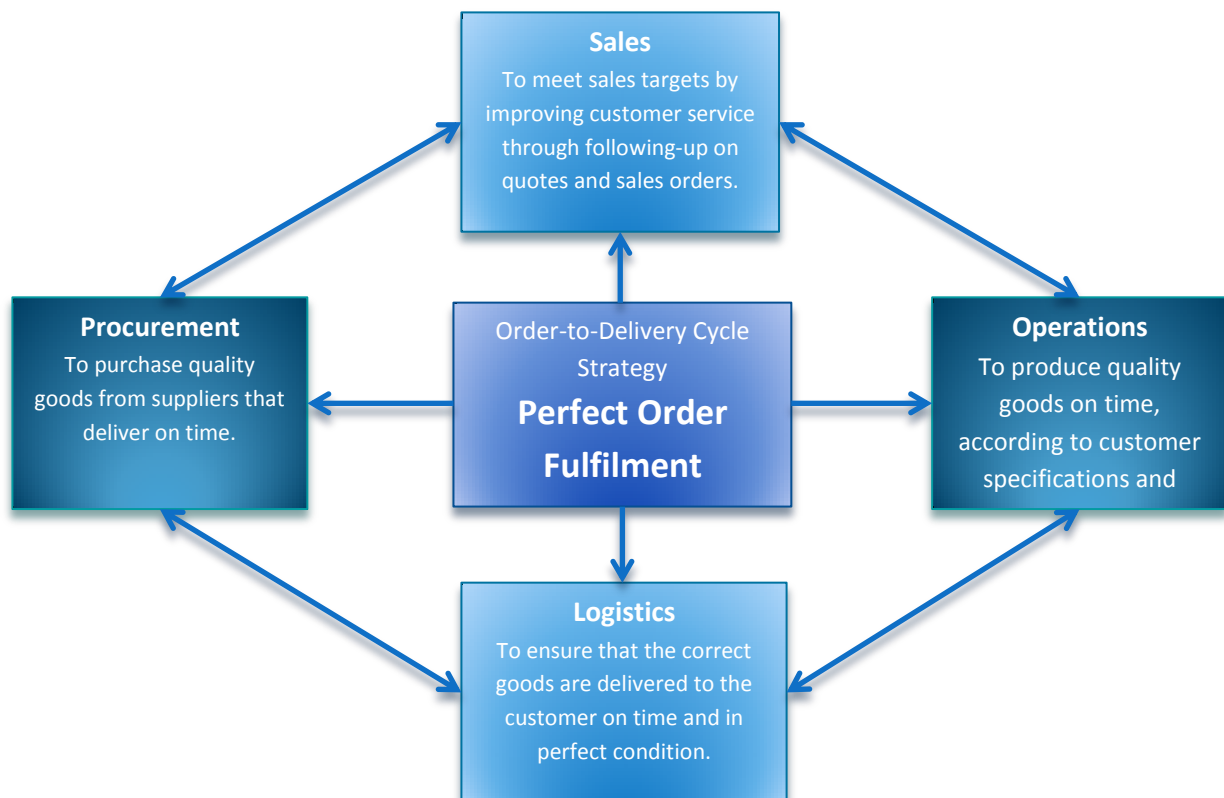 Sales
To meet sales targets by
improving customer service
through following-up on
quotes and sales orders.
Procurement
To purchase quality
goods from suppliers that
deliver on time.
Order-to-Delivery Cycle
Strategy
Perfect Order
Fulfilment
Operations
To produce quality
goods on time,
according to customer
specifications and
Logistics
To ensure that the correct
goods are delivered to the
customer on time and in
perfect condition.